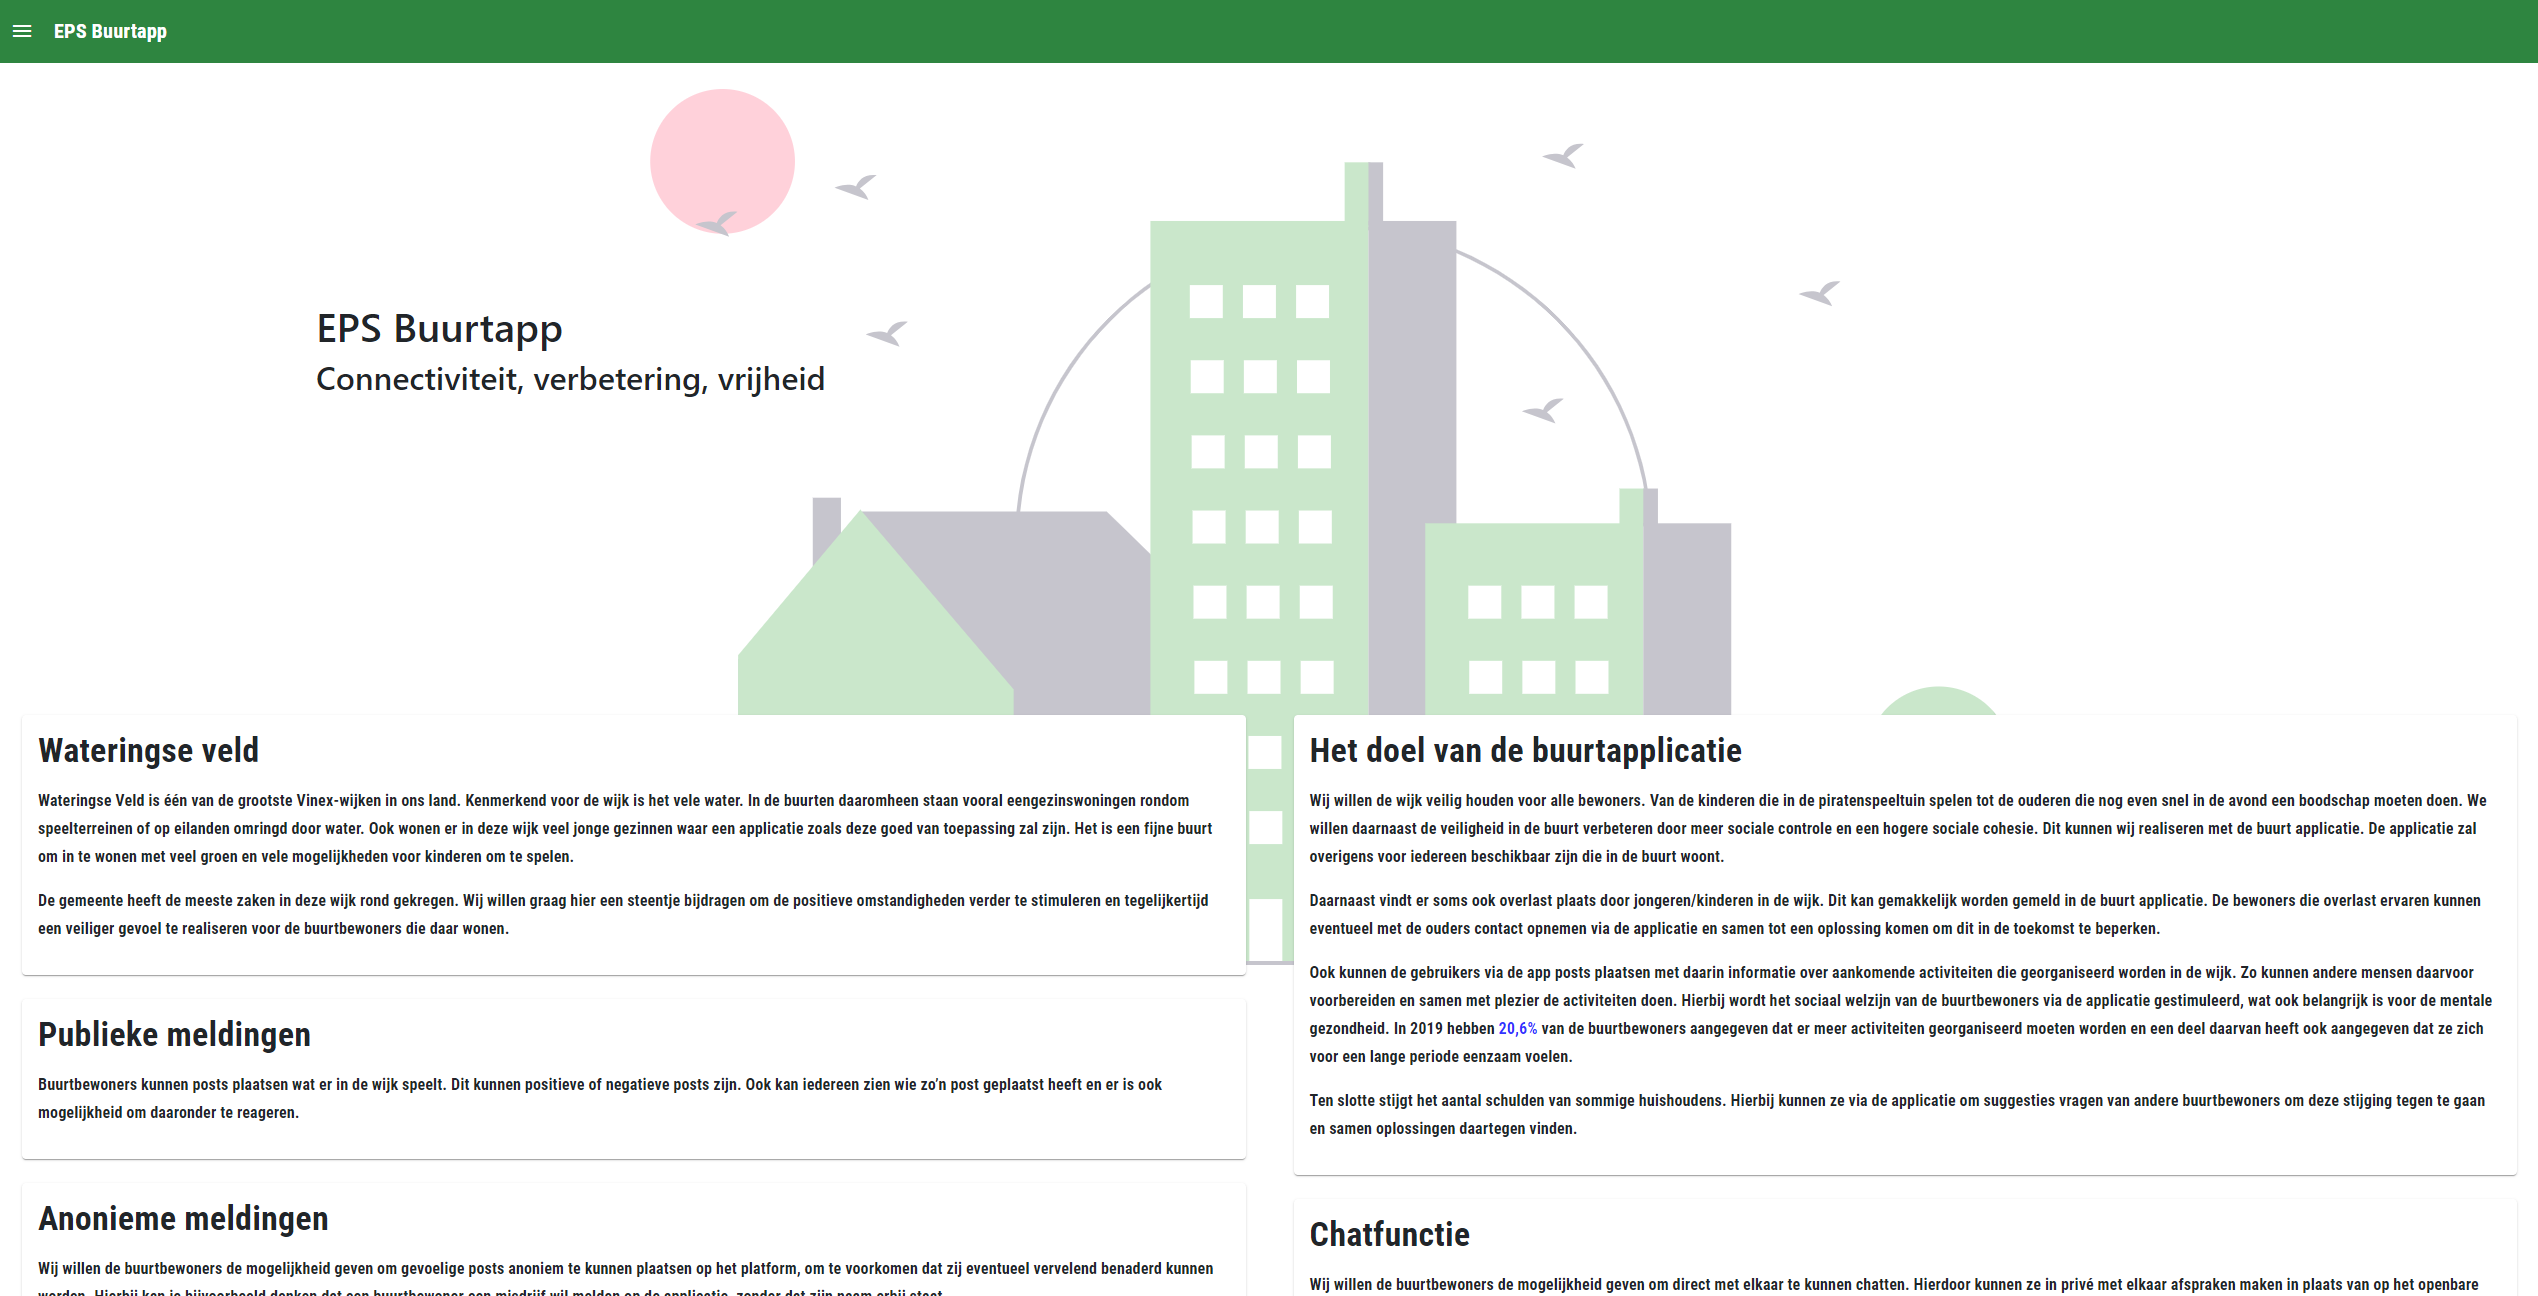 EPS Buurtapp
EPS Buurtapp
Connectiviteit, verbetering, vrijheid
Wateringse veld
Wateringse Veld is één van de grootste Vinex-wijken in ons land. Kenmerkend voor de wijk is het vele water. In de buurten daaromheen staan vooral eengezinswoningen rondom
speelterreinen of op eilanden omringd door water. Ook wonen er in deze wijk veel jonge gezinnen waar een applicatie zoals deze goed van toepassing zal zijn. Het is een fijne buurt
om in te wonen met veel groen en vele mogelijkheden voor kinderen om te spelen.
De gemeente heeft de meeste zaken in deze wijk rond gekregen. Wij willen graag hier een steentje bijdragen om de positieve omstandigheden verder te stimuleren en tegelijkertijd
een veiliger gevoel te realiseren voor de buurtbewoners die daar wonen.
Publieke meldingen
Buurtbewoners kunnen posts plaatsen wat er in de wijk speelt. Dit kunnen positieve of negatieve posts zijn. Ook kan iedereen zien wie zo’n post geplaatst heeft en er is ook
mogelijkheid om daaronder te reageren.
Anonieme meldingen
Wij willen de buurtbewoners de mogelijkheid geven om gevoelige posts anoniem te kunnen plaatsen op het platform, om te voorkomen dat zij eventueel vervelend benaderd kunnen
worden. Hierbij kan je bijvoorbeeld denken dat een buurtbewoner een misdrijf wil melden op de applicatie, zonder dat zijn naam erbij staat.
Het doel van de buurtapplicatie
Wij willen de wijk veilig houden voor alle bewoners. Van de kinderen die in de piratenspeeltuin spelen tot de ouderen die nog even snel in de avond een boodschap moeten doen. We
willen daarnaast de veiligheid in de buurt verbeteren door meer sociale controle en een hogere sociale cohesie. Dit kunnen wij realiseren met de buurt applicatie. De applicatie zal
overigens voor iedereen beschikbaar zijn die in de buurt woont.
Daarnaast vindt er soms ook overlast plaats door jongeren/kinderen in de wijk. Dit kan gemakkelijk worden gemeld in de buurt applicatie. De bewoners die overlast ervaren kunnen
eventueel met de ouders contact opnemen via de applicatie en samen tot een oplossing komen om dit in de toekomst te beperken.
Ook kunnen de gebruikers via de app posts plaatsen met daarin informatie over aankomende activiteiten die georganiseerd worden in de wijk. Zo kunnen andere mensen daarvoor
voorbereiden en samen met plezier de activiteiten doen. Hierbij wordt het sociaal welzijn van de buurtbewoners via de applicatie gestimuleerd, wat ook belangrijk is voor de mentale
gezondheid. In 2019 hebben 20,6% van de buurtbewoners aangegeven dat er meer activiteiten georganiseerd moeten worden en een deel daarvan heeft ook aangegeven dat ze zich
voor een lange periode eenzaam voelen.
Ten slotte stijgt het aantal schulden van sommige huishoudens. Hierbij kunnen ze via de applicatie om suggesties vragen van andere buurtbewoners om deze stijging tegen te gaan
en samen oplossingen daartegen vinden.
Chatfunctie
Wij willen de buurtbewoners de mogelijkheid geven om direct met elkaar te kunnen chatten. Hierdoor kunnen ze in privé met elkaar afspraken maken in plaats van op het openbare